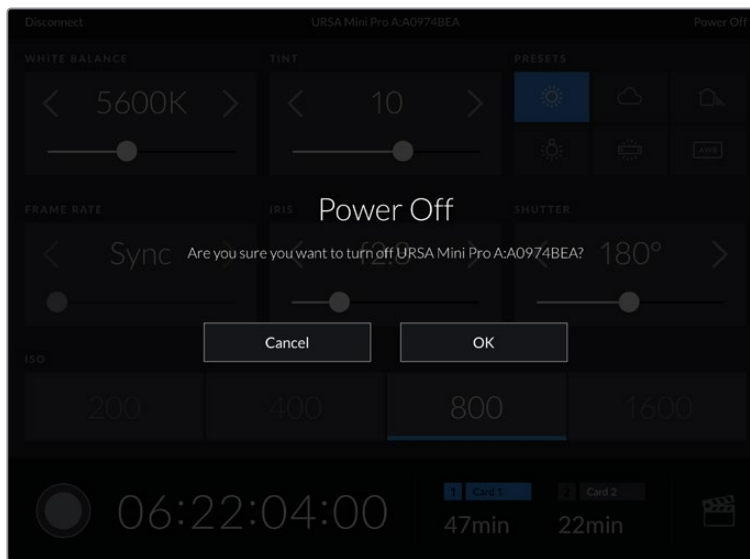 Disconnect URSA Mini Pro A:A0974BEA Power Off
WHITE BALANCE TINT PRESETS
5600K 10
AWB
Power Off
FRAME RATE IRIS SHUTTER
Sync f2.8 180°
Are you sure you want to turn off URSA Mini Pro A:A0974BEA?
Cancel OK
ISO
200 400 800 1600
1 Card 1 2 Card 2
06:22:04:00 47min 22min